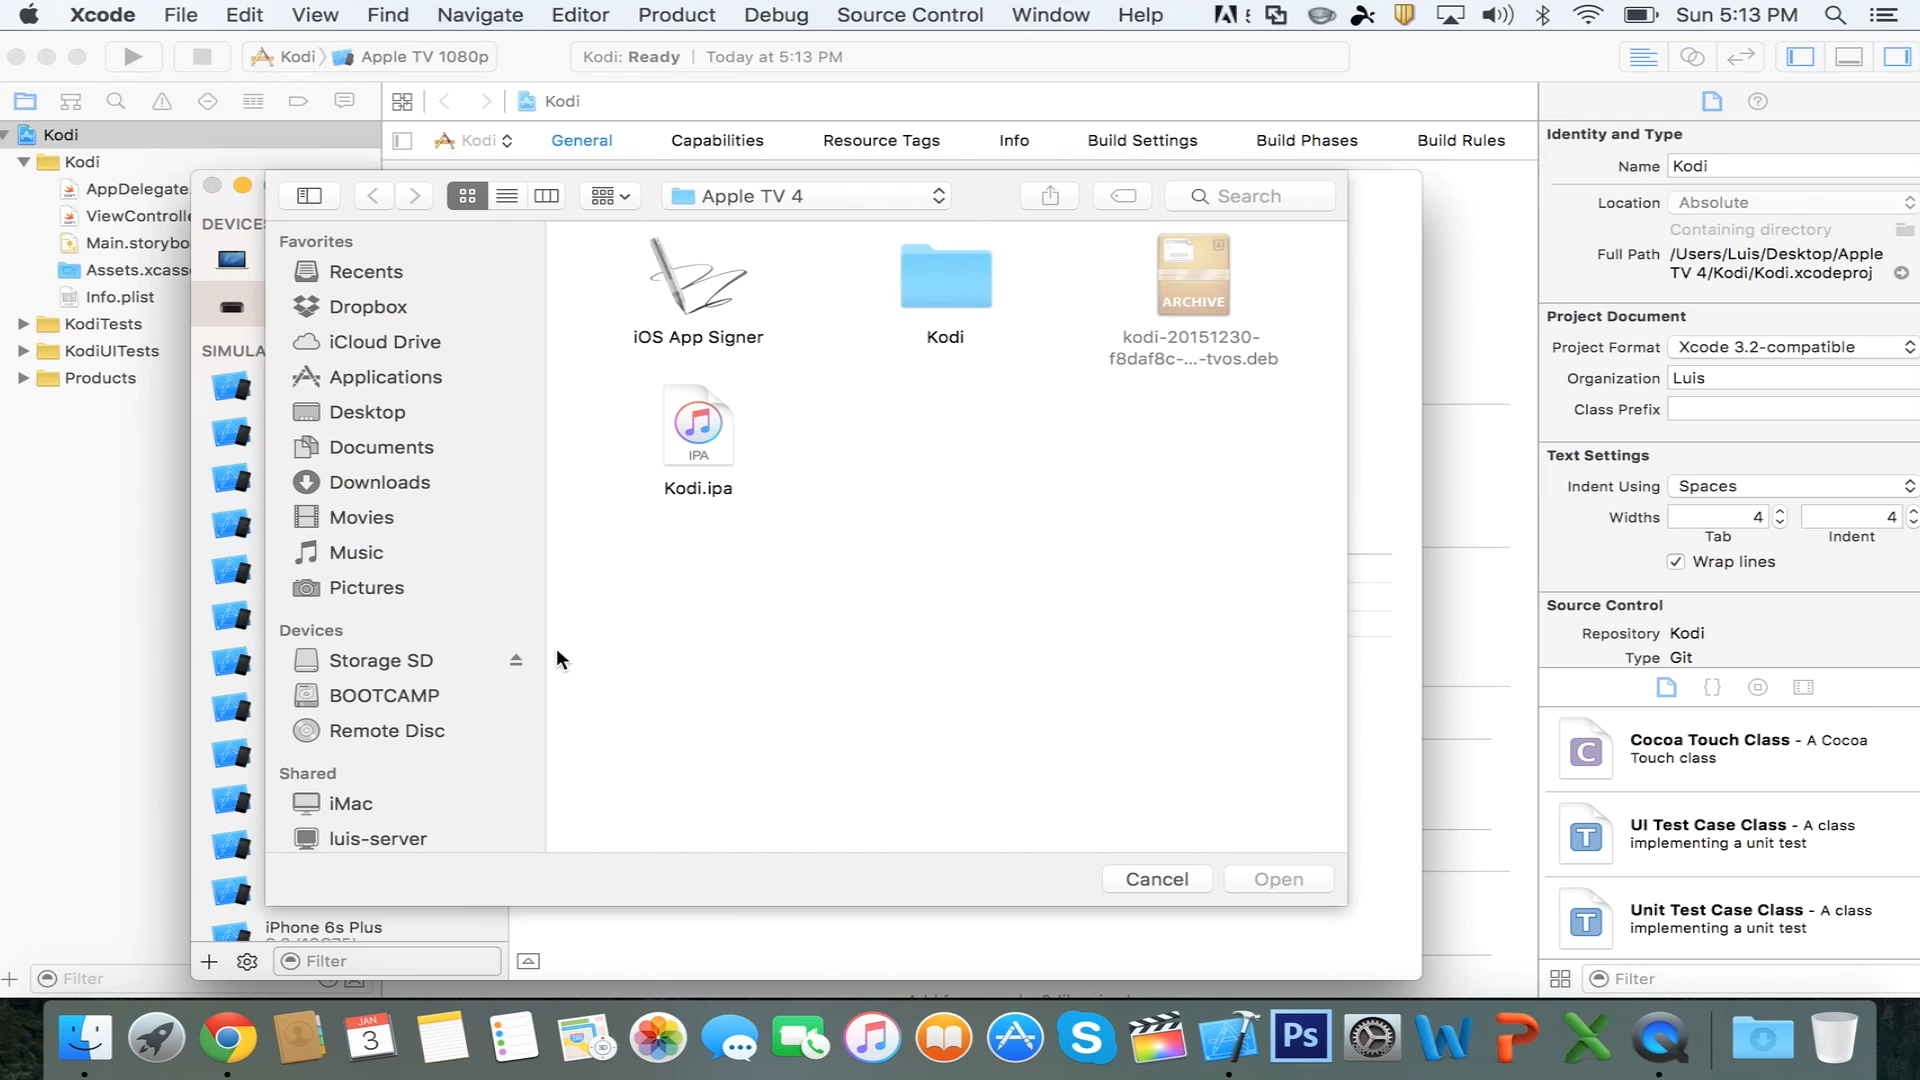 Xcode File Edit View Find Navigate Editor Product Debug Source Control Window Help Sun 5:13 PM
Kodi Apple TV 1080p
Kodi: Ready | Today at 5:13 PM
Kodi
Kodi General Capabilities Resource Tags Info Build Settings Build Phases Build Rules
Kodi
Kodi
AppDelegate.
ViewControlle
Main.storybo
Assets.xcass
Info.plist
KodiTests
KodiUITests
Products
Filter
DEVICES
SIMULA
iPhone 6s Plus
Filter
Apple TV 4
Search
Favorites
Recents
Dropbox
iCloud Drive
Applications
Desktop
Documents
Downloads
Movies
Music
Pictures
Devices
Storage SD
BOOTCAMP
Remote Disc
Shared
iMac
luis-server
iOS App Signer
Kodi
ARCHIVE
kodi-20151230-
f8daf8c-...-tvos.deb
IPA
Kodi.ipa
Cancel Open
Identity and Type
Name Kodi
Location Absolute
Containing directory
Full Path /Users/Luis/Desktop/Apple
TV 4/Kodi/Kodi.xcodeproj
Project Document
Project Format Xcode 3.2-compatible
Organization Luis
Class Prefix
Text Settings
Indent Using Spaces
Widths 4 4
Tab Indent
Wrap lines
Source Control
Repository Kodi
Type Git
C
Cocoa Touch Class - A Cocoa
Touch class
T
UI Test Case Class - A class
implementing a unit test
T
Unit Test Case Class - A class
implementing a unit test
Filter
JAN
3
3D
Ps